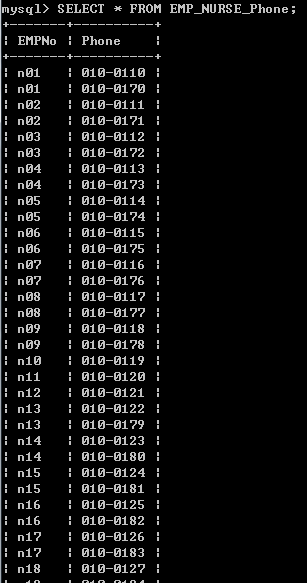 mysql> SELECT * FROM EMP_NURSE_Phone;
+-------+----------+
| EMPNo | Phone    |
+-------+----------+
| n01   | 010-0110 |
| n01   | 010-0170 |
| n02   | 010-0111 |
| n02   | 010-0171 |
| n03   | 010-0112 |
| n03   | 010-0172 |
| n04   | 010-0113 |
| n04   | 010-0173 |
| n05   | 010-0114 |
| n05   | 010-0174 |
| n06   | 010-0115 |
| n06   | 010-0175 |
| n07   | 010-0116 |
| n07   | 010-0176 |
| n08   | 010-0117 |
| n08   | 010-0177 |
| n09   | 010-0118 |
| n09   | 010-0178 |
| n10   | 010-0119 |
| n11   | 010-0120 |
| n12   | 010-0121 |
| n13   | 010-0122 |
| n13   | 010-0179 |
| n14   | 010-0123 |
| n14   | 010-0180 |
| n15   | 010-0124 |
| n15   | 010-0181 |
| n16   | 010-0125 |
| n16   | 010-0182 |
| n17   | 010-0126 |
| n17   | 010-0183 |
| n18   | 010-0127 |